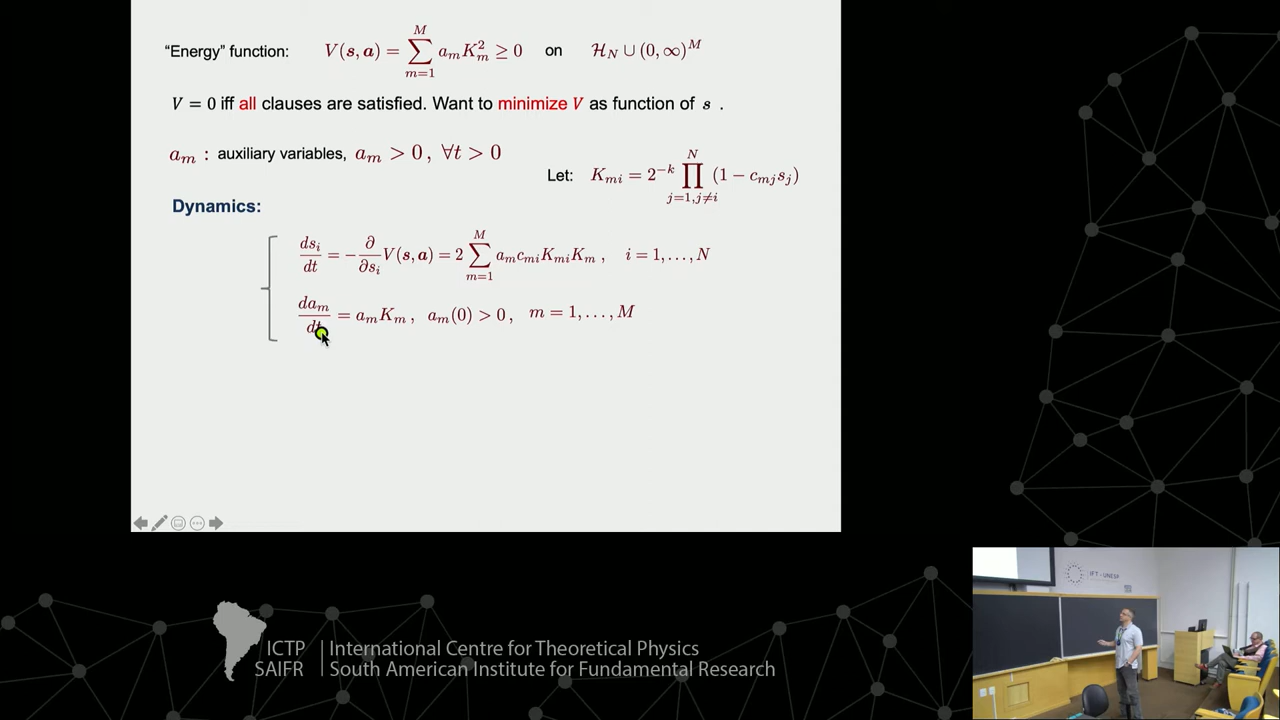 “Energy” function: V(s, a) = ∑_{m=1}^{M} a_m K_m^2 ≥ 0 on ℋ_N ∪ (0, ∞)^M
V = 0 iff all clauses are satisfied. Want to minimize V as function of s .
a_m : auxiliary variables, a_m > 0 , ∀t > 0
Let: K_{mi} = 2^{-k} ∏_{j=1,j≠i}^{N} (1 − c_{mj}s_j)
Dynamics:
ds_i/dt = −∂/∂s_i V(s, a) = 2 ∑_{m=1}^{M} a_m c_{mi} K_{mi} K_m , i = 1, . . . , N
da_m/dt = a_m K_m , a_m(0) > 0 , m = 1, . . . , M
IFT - UNESP
ICTP
SAIFR
International Centre for Theoretical Physics
South American Institute for Fundamental Research